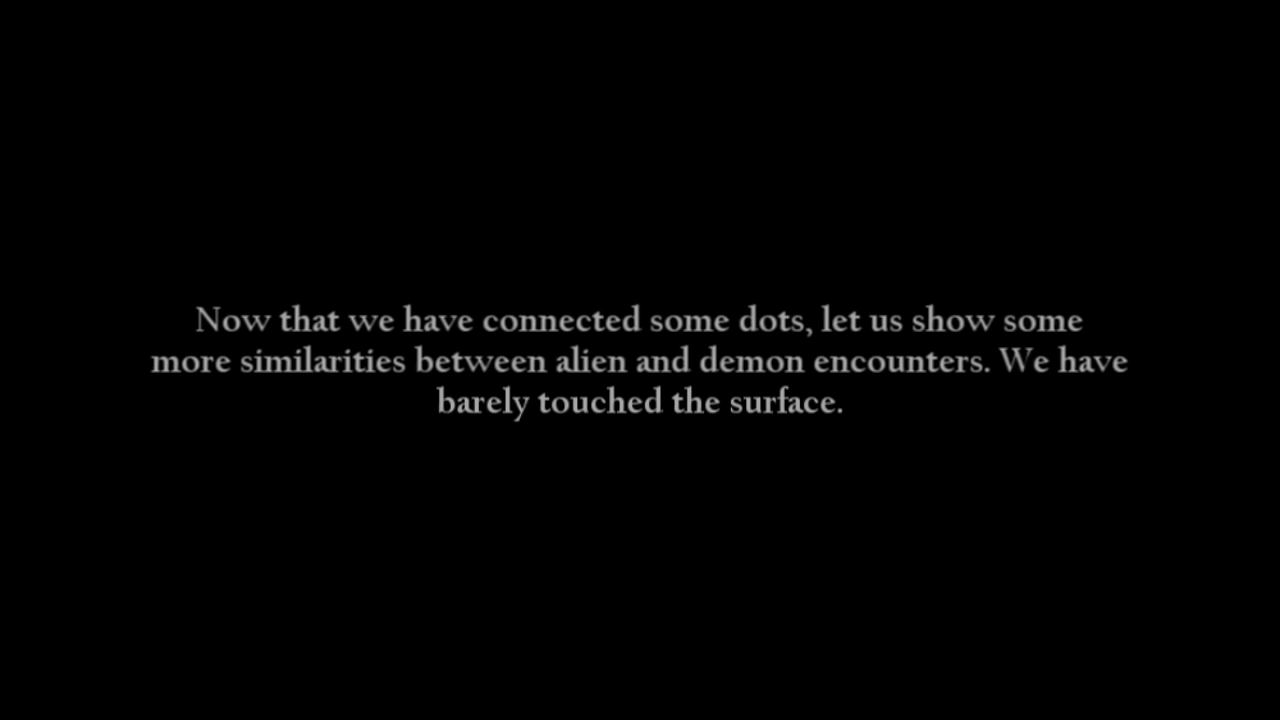 Now that we have connected some dots, let us show some
more similarities between alien and demon encounters. We have
barely touched the surface.